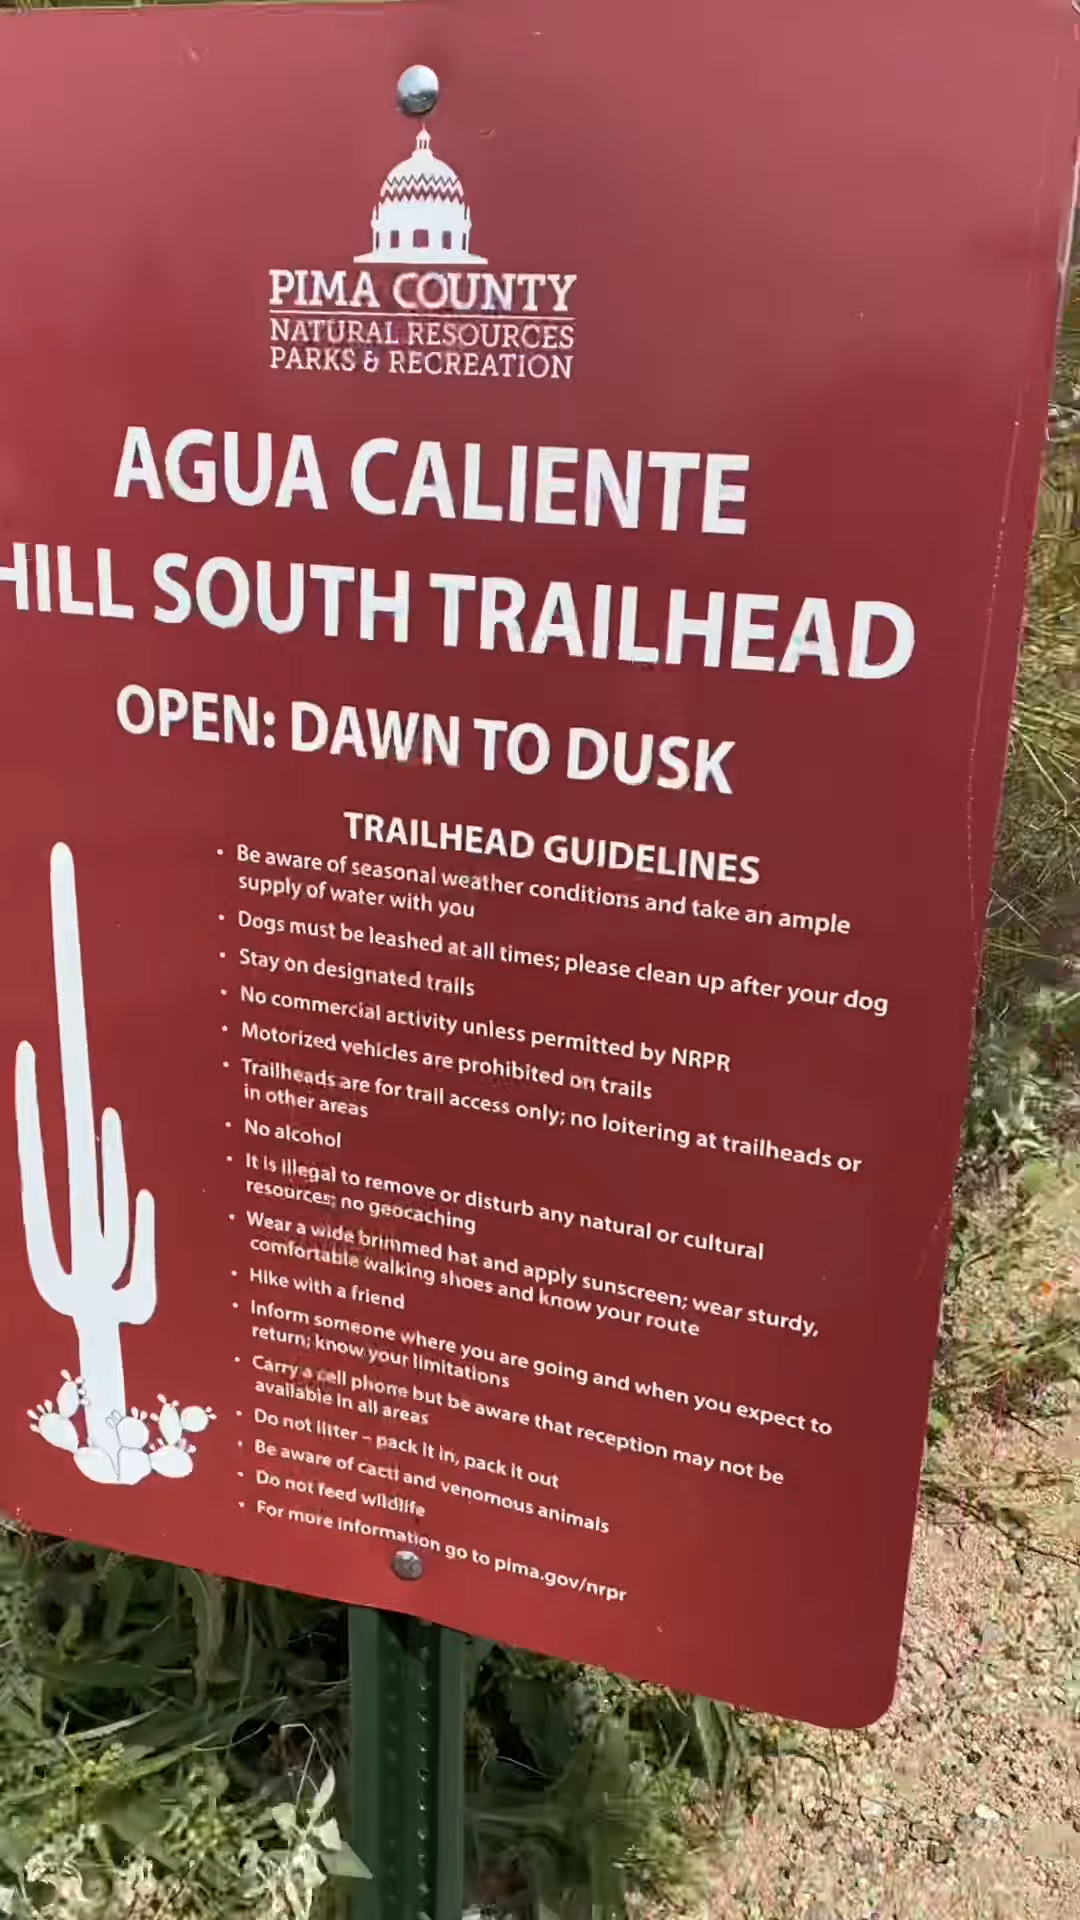 PIMA COUNTY
NATURAL RESOURCES
PARKS & RECREATION
AGUA CALIENTE
HILL SOUTH TRAILHEAD
OPEN: DAWN TO DUSK
TRAILHEAD GUIDELINES
• Be aware of seasonal weather conditions and take an ample
supply of water with you
• Dogs must be leashed at all times; please clean up after your dog
• Stay on designated trails
• No commercial activity unless permitted by NRPR
• Motorized vehicles are prohibited on trails
• Trailheads are for trail access only; no loitering at trailheads or
in other areas
• No alcohol
• It is illegal to remove or disturb any natural or cultural
resources; no geocaching
• Wear a wide brimmed hat and apply sunscreen; wear sturdy,
comfortable walking shoes and know your route
• Hike with a friend
• Inform someone where you are going and when you expect to
return; know your limitations
• Carry a cell phone but be aware that reception may not be
available in all areas
• Do not litter – pack it in, pack it out
• Be aware of cacti and venomous animals
• Do not feed wildlife
• For more information go to pima.gov/nrpr